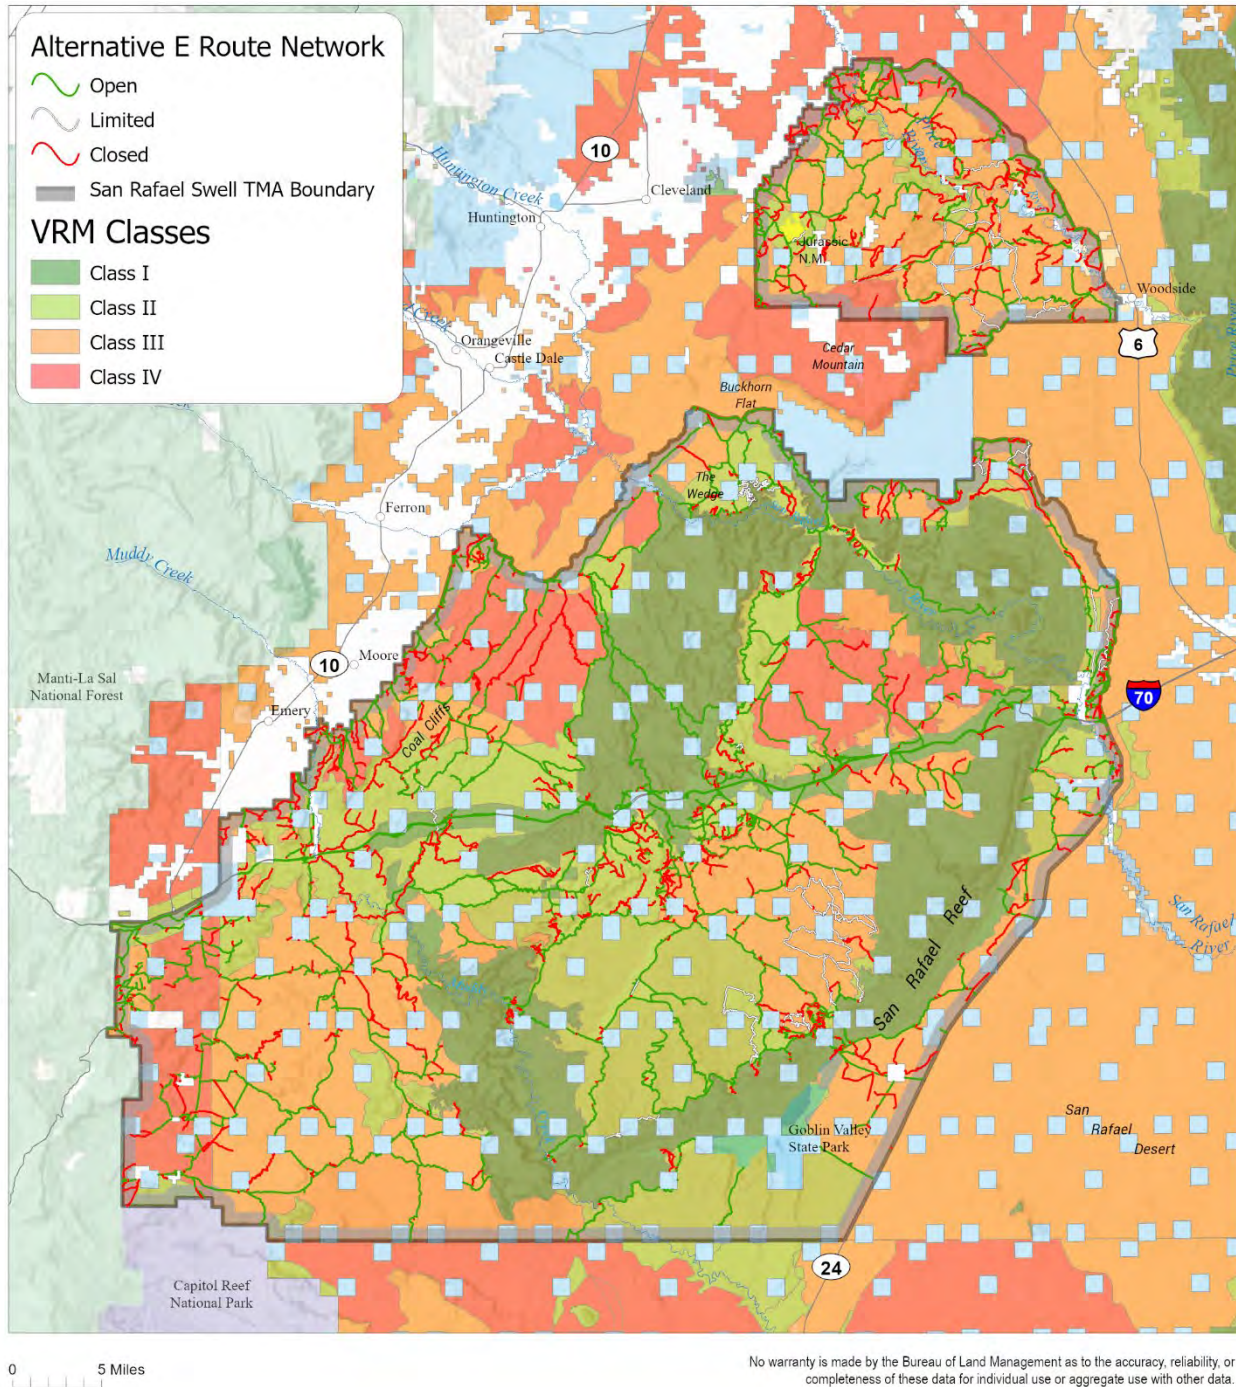 Alternative E Route Network
Open
Limited
Closed
San Rafael Swell TMA Boundary
VRM Classes
Class I
Class II
Class III
Class IV
10
Huntington Creek
Cleveland
Huntington
Price
River
Jurassic
N.M.
Woodside
6
Creek
Orangeville
Castle Dale
Cedar
Mountain
Buckhorn
Flat
The
Wedge
Ferron
Muddy Creek
River
10
Moore
Manti-La Sal
National Forest
Emery
Coal Cliffs
70
San Rafael Reef
San Rafael
River
Goblin Valley
State Park
San
Rafael
Desert
Creek
24
Capitol Reef
National Park
0 5 Miles
No warranty is made by the Bureau of Land Management as to the accuracy, reliability, or
completeness of these data for individual use or aggregate use with other data.